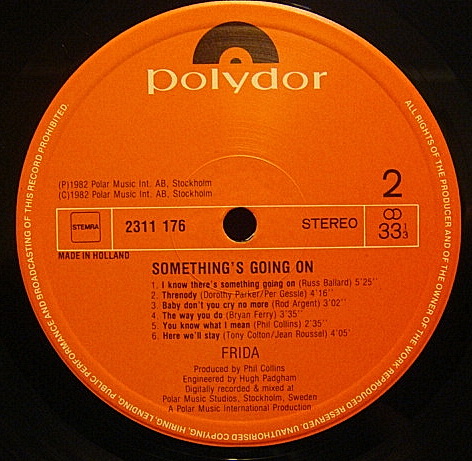 polydor
ALL RIGHTS OF THE PRODUCER AND OF THE OWNER OF THE WORK REPRODUCED RESERVED. UNAUTHORISED COPYING, HIRING, LENDING, PUBLIC PERFORMANCE AND BROADCASTING OF THIS RECORD PROHIBITED.
(P)1982 Polar Music Int. AB, Stockholm
(C)1982 Polar Music Int. AB, Stockholm
2
STEMRA
2311 176
STEREO
33 1/3
MADE IN HOLLAND
SOMETHING'S GOING ON
1. I know there's something going on (Russ Ballard) 5'25''
2. Threnody (Dorothy Parker/Per Gessle) 4'16''
3. Baby don't you cry no more (Rod Argent) 3'02''
4. The way you do (Bryan Ferry) 3'35''
5. You know what I mean (Phil Collins) 2'35''
6. Here we'll stay (Tony Colton/Jean Roussel) 4'05'
FRIDA
Produced by Phil Collins
Engineered by Hugh Padgham
Digitally recorded & mixed at
Polar Music Studios, Stockholm, Sweden
A Polar Music International Production